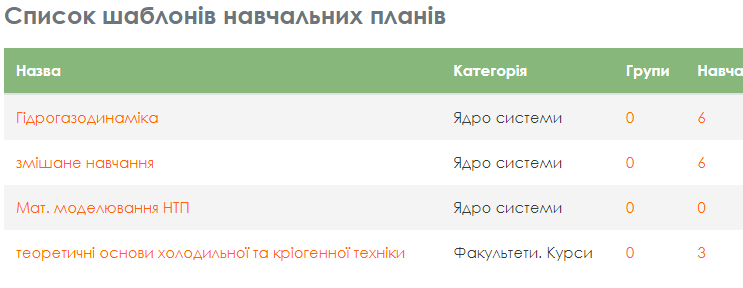 Список шаблонів навчальних планів
Назва Категорія Групи Навча
Гідрогазодинаміка Ядро системи 0 6
змішане навчання Ядро системи 0 6
Мат. моделювання НТП Ядро системи 0 0
теоретичні основи холодильної та кріогенної техніки Факультети. Курси 0 3